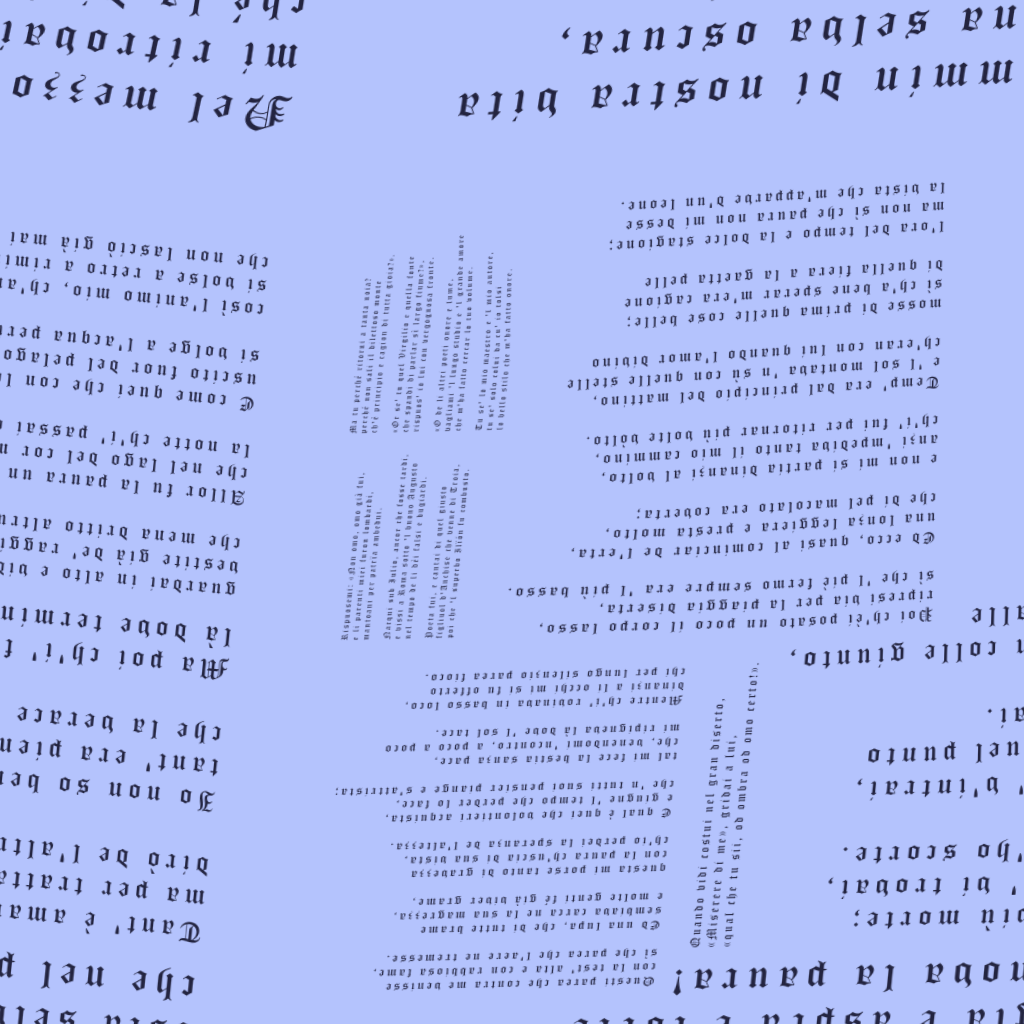 Nel mezzo mmin di nostra vita
mi ritrovai na selva oscura,
ché la
gia e aspra e forte
che nel nova la paura!
Tant' è più morte;
ma per ' vi trovai,
dirò de l'altre 'ho scorte.
Io non so ben ' v'intrai,
tant' era pien uel punto
che la verace ai.
Ma poi ch'i' colle giunto,
là dove termin alle
guardai in alto e
vestite già de' raggi
che mena dritto altru
Allor fu la paura un
che nel lago del cor
la notte ch'i' passai
E come quei che con
uscito fuor del pelago
si volge a l'acqua per
così l'animo mio, ch'an
si volse a retro a rimi
che non lasciò già mai
Poi ch'èi posato un poco il corpo lasso,
ripresi via per la piaggia diserta,
sì che 'l piè fermo sempre era 'l più basso.
Ed ecco, quasi al cominciar de l'erta,
una lonza leggiera e presta molto,
che di pel macolato era coverta;
e non mi si partia dinanzi al volto,
anzi 'mpediva tanto il mio cammino,
ch'i' fui per ritornar più volte vòlto.
Temp' era dal principio del mattino,
e 'l sol montava 'n sù con quelle stelle
ch'eran con lui quando l'amor divino
mosse di prima quelle cose belle;
sì ch'a bene sperar m'era cagione
di quella fiera a la gaetta pelle
l'ora del tempo e la dolce stagione;
ma non sì che paura non mi desse
la vista che m'apparve d'un leone.
Questi parea che contra me venisse
con la test' alta e con rabbiosa fame,
sì che parea che l'aere ne tremesse.
Ed una lupa, che di tutte brame
sembiava carca ne la sua magrezza,
e molte genti fé già viver grame,
questa mi porse tanto di gravezza
con la paura ch'uscia di sua vista,
ch'io perdei la speranza de l'altezza.
E qual è quei che volontieri acquista,
e giugne 'l tempo che perder lo face,
che 'n tutti suoi pensier piange e s'attrista;
tal mi fece la bestia sanza pace,
che, venendomi 'ncontro, a poco a poco
mi ripigneva là dove 'l sol tace.
Mentre ch'i' rovinava in basso loco,
dinanzi a li occhi mi si fu offerto
chi per lungo silenzio parea fioco.
Quando vidi costui nel gran diserto,
«Miserere di me», gridai a lui,
«qual che tu sii, od ombra od omo certo!».
Rispuosemi: «Non omo, omo già fui,
e li parenti miei furon lombardi,
mantoani per patrïa ambedui.
Nacqui sub Iulio, ancor che fosse tardi,
e vissi a Roma sotto 'l buono Augusto
nel tempo de li dèi falsi e bugiardi.
Poeta fui, e cantai di quel giusto
figliuol d'Anchise che venne di Troia,
poi che 'l superbo Ilïón fu combusto.
Ma tu perché ritorni a tanta noia?
perché non sali il dilettoso monte
ch'è principio e cagion di tutta gioia?».
«Or se' tu quel Virgilio e quella fonte
che spandi di parlar sì largo fiume?»,
rispuos' io lui con vergognosa fronte.
«O de li altri poeti onore e lume,
vagliami 'l lungo studio e 'l grande amore
che m'ha fatto cercar lo tuo volume.
Tu se' lo mio maestro e 'l mio autore,
tu se' solo colui da cu' io tolsi
lo bello stilo che m'ha fatto onore.